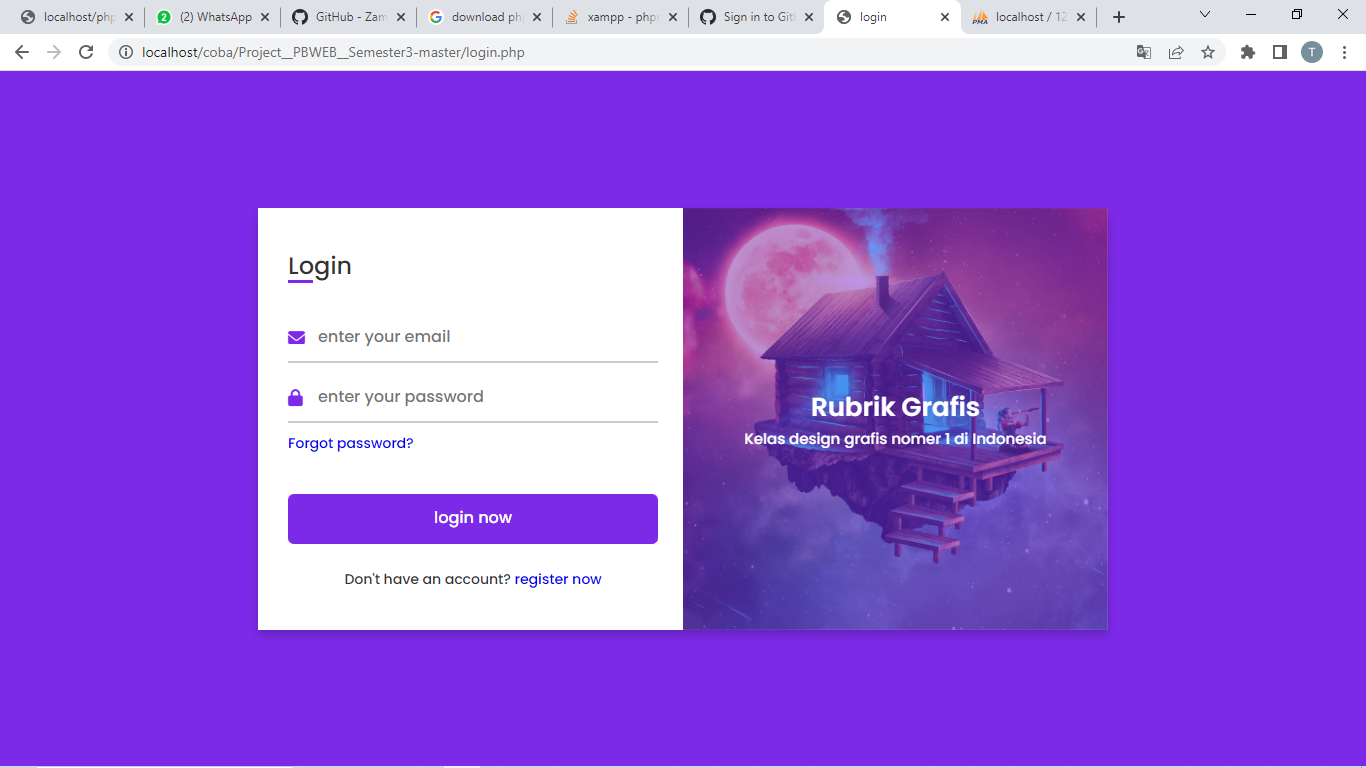 localhost/php
(2) WhatsApp
GitHub - Zam
download php
xampp - phpm
Sign in to GitH
login
localhost / 12
localhost/coba/Project__PBWEB__Semester3-master/login.php
T
Login
enter your email
enter your password
Forgot password?
login now
Don't have an account? register now
Rubrik Grafis
Kelas design grafis nomer 1 di Indonesia